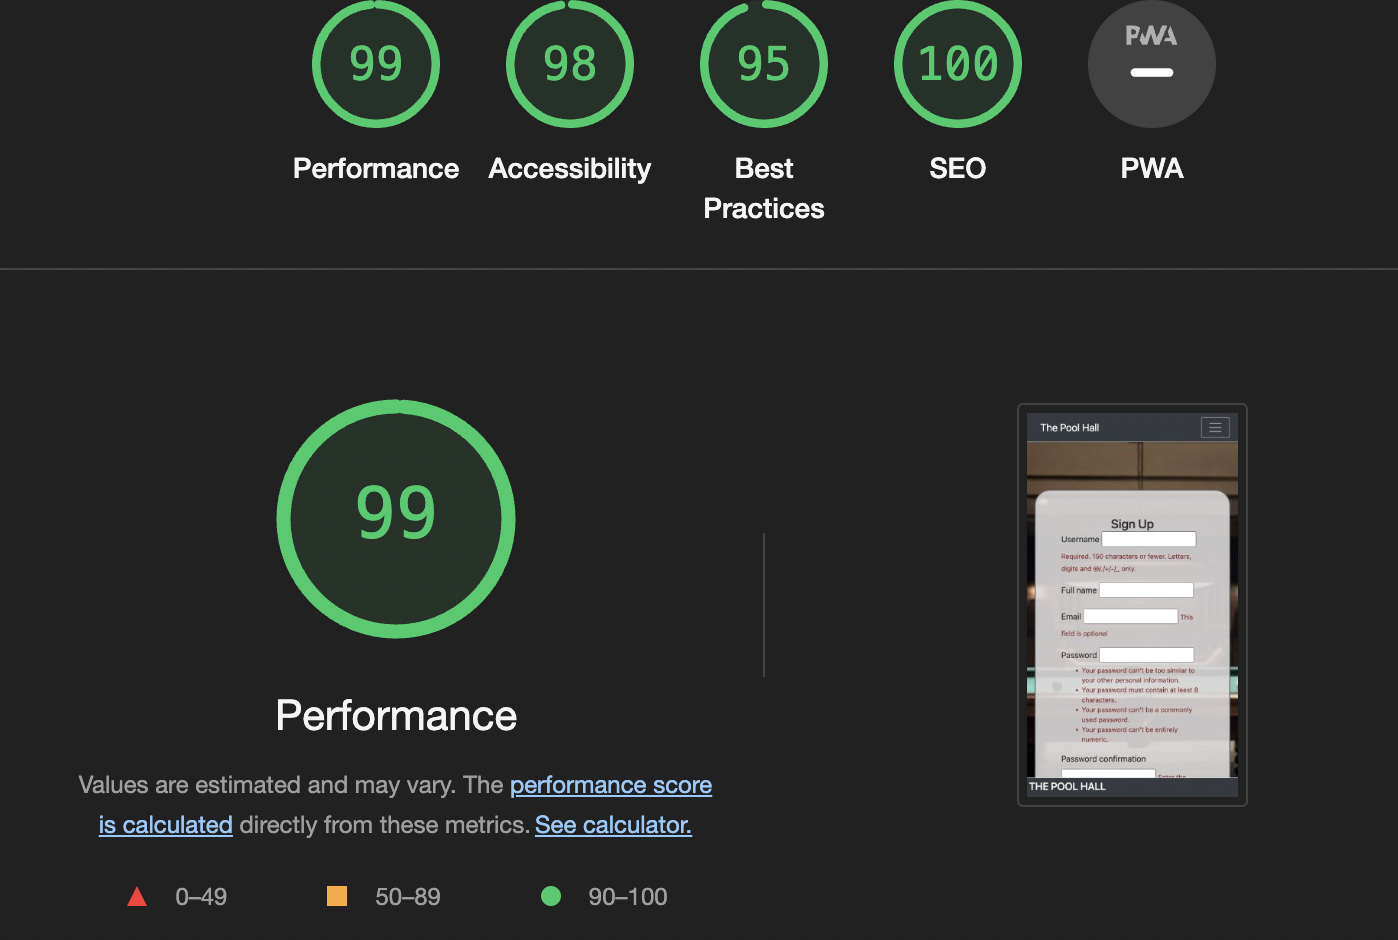 99
98
95
100
PWA
Performance
Accessibility
Best
Practices
SEO
PWA
99
Performance
Values are estimated and may vary. The performance score
is calculated directly from these metrics. See calculator.
0–49
50–89
90–100
The Pool Hall
Sign Up
Username
Required. 150 characters or fewer. Letters,
digits and @/./+/-/_ only.
Full name
Email This
field is optional
Password
• Your password can't be too similar to
your other personal information.
• Your password must contain at least 8
characters.
• Your password can't be a commonly
used password.
• Your password can't be entirely
numeric.
Password confirmation
Enter the
THE POOL HALL